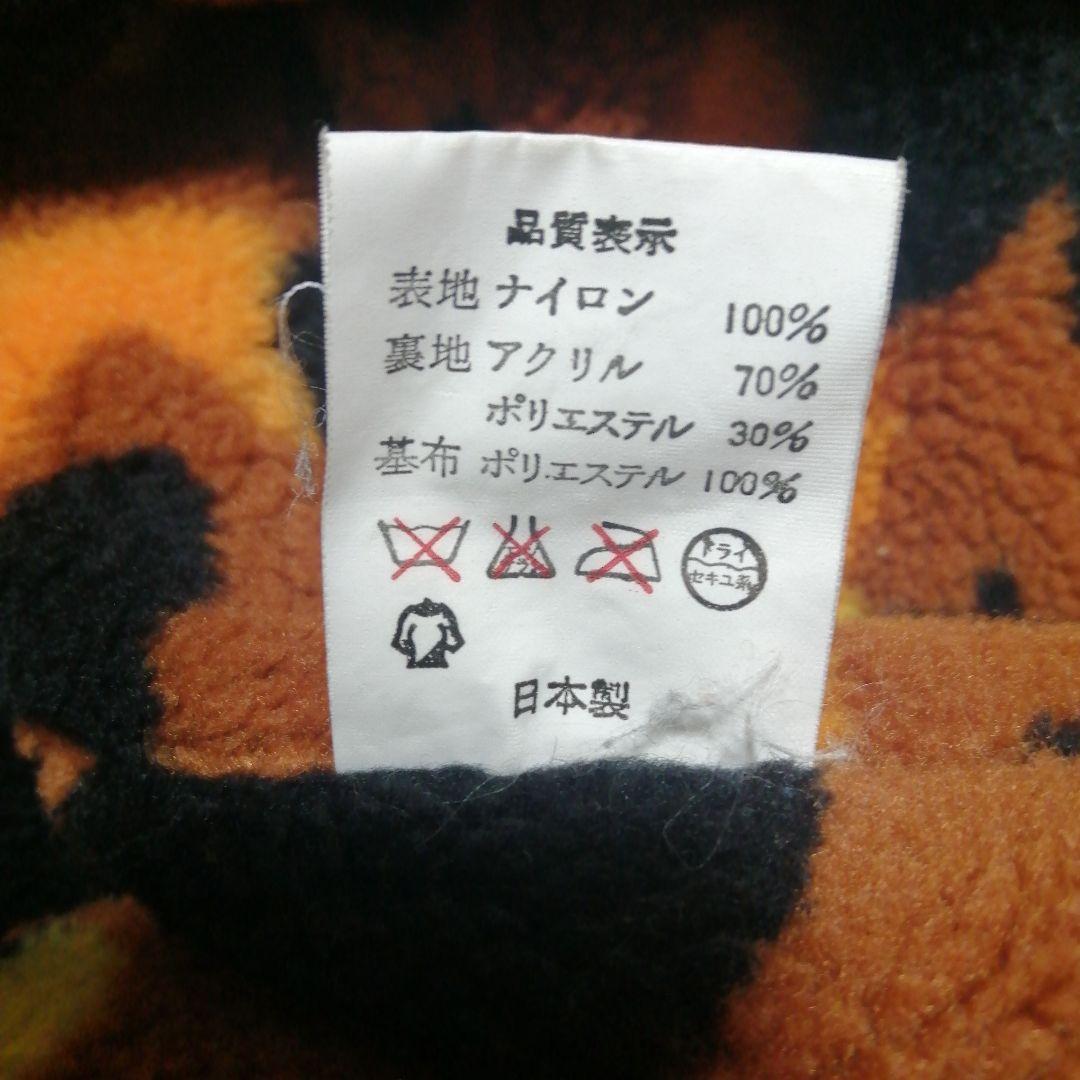 品質表示
表地 ナイロン 100%
裏地 アクリル 70%
ポリエステル 30%
基布 ポリエステル 100%
ドライ
セキユ系
日本製